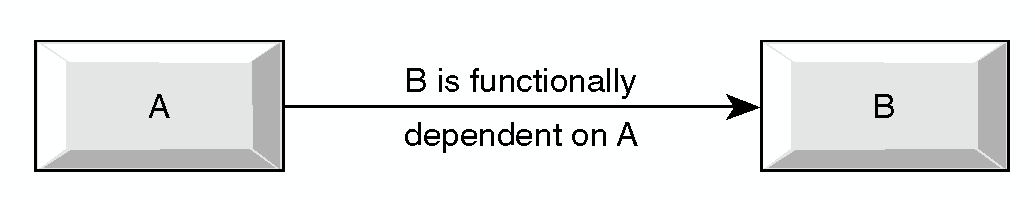 A
B is functionally
dependent on A
B